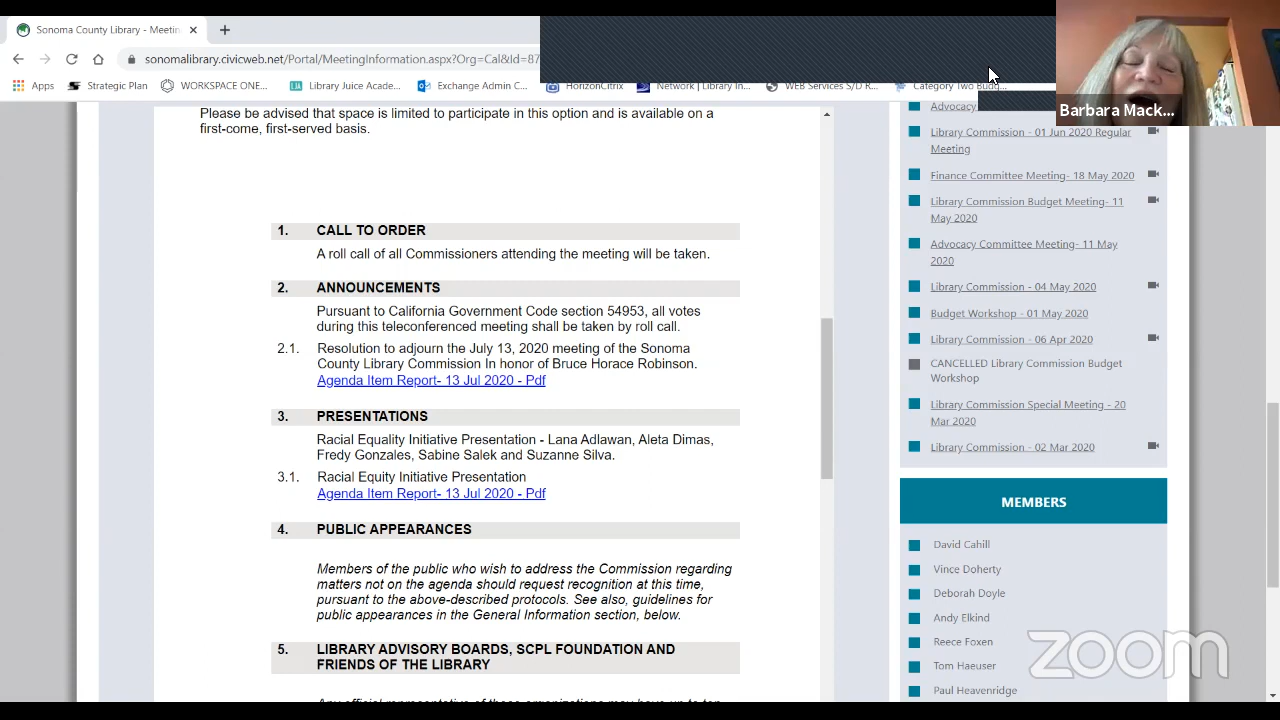 Sonoma County Library - Meetin
sonomalibrary.civicweb.net/Portal/MeetingInformation.aspx?Org=Cal&Id=87
Apps
Strategic Plan
WORKSPACE ONE...
Library Juice Acade...
Exchange Admin C...
HorizonCitrix
Network | Library In...
WEB Services S/D R...
Category Two Budg...
Barbara Mack...
Please be advised that space is limited to participate in this option and is available on a
first-come, first-served basis.
1. CALL TO ORDER
A roll call of all Commissioners attending the meeting will be taken.
2. ANNOUNCEMENTS
Pursuant to California Government Code section 54953, all votes
during this teleconferenced meeting shall be taken by roll call.
2.1. Resolution to adjourn the July 13, 2020 meeting of the Sonoma
County Library Commission In honor of Bruce Horace Robinson.
Agenda Item Report- 13 Jul 2020 - Pdf
3. PRESENTATIONS
Racial Equality Initiative Presentation - Lana Adlawan, Aleta Dimas,
Fredy Gonzales, Sabine Salek and Suzanne Silva.
3.1. Racial Equity Initiative Presentation
Agenda Item Report- 13 Jul 2020 - Pdf
4. PUBLIC APPEARANCES
Members of the public who wish to address the Commission regarding
matters not on the agenda should request recognition at this time,
pursuant to the above-described protocols. See also, guidelines for
public appearances in the General Information section, below.
5. LIBRARY ADVISORY BOARDS, SCPL FOUNDATION AND
FRIENDS OF THE LIBRARY
Any official representative of these organizations may have up to ten
Advocacy
Library Commission - 01 Jun 2020 Regular
Meeting
Finance Committee Meeting- 18 May 2020
Library Commission Budget Meeting- 11
May 2020
Advocacy Committee Meeting- 11 May
2020
Library Commission - 04 May 2020
Budget Workshop - 01 May 2020
Library Commission - 06 Apr 2020
CANCELLED Library Commission Budget
Workshop
Library Commission Special Meeting - 20
Mar 2020
Library Commission - 02 Mar 2020
MEMBERS
David Cahill
Vince Doherty
Deborah Doyle
Andy Elkind
Reece Foxen
Tom Haeuser
Paul Heavenridge
zoom